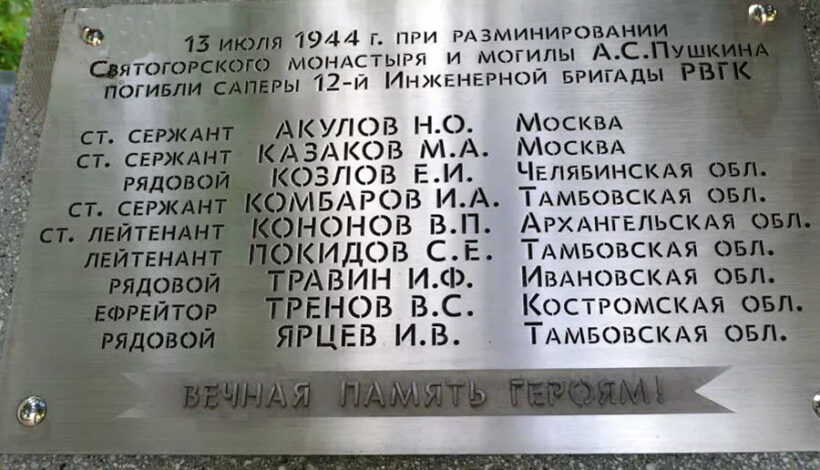 13 июля 1944 г. при разминировании
Святогорского монастыря и могилы А.С.Пушкина
погибли саперы 12-й Инженерной бригады РВГК
ст. сержант АКУЛОВ Н.О. Москва
ст. сержант КАЗАКОВ М.А. Москва
рядовой КОЗЛОВ Е.И. Челябинская обл.
ст. сержант КОМБАРОВ И.А. Тамбовская обл.
ст. лейтенант КОНОНОВ В.П. Архангельская обл.
лейтенант ПОКИДОВ С.Е. Тамбовская обл.
рядовой ТРАВИН И.Ф. Ивановская обл.
ефрейтор ТРЕНОВ В.С. Костромская обл.
рядовой ЯРЦЕВ И.В. Тамбовская обл.
ВЕЧНАЯ ПАМЯТЬ ГЕРОЯМ!